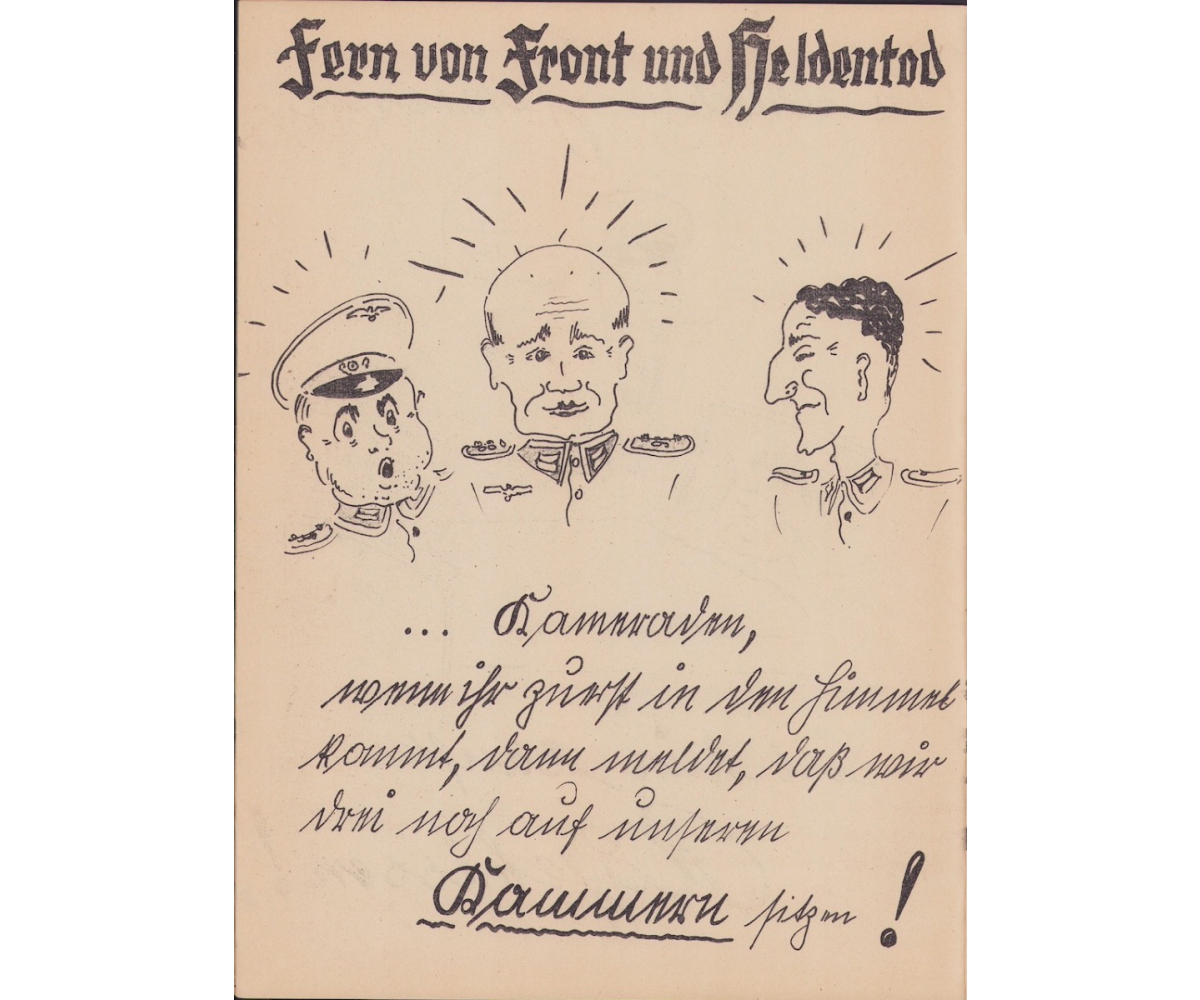 Fern von Front und Heldentod
... Kameraden,
wenn ihr zuerst in den Himmel
kommt, dann meldet, daß wir
drei noch auf unseren
Kammern sitzen!